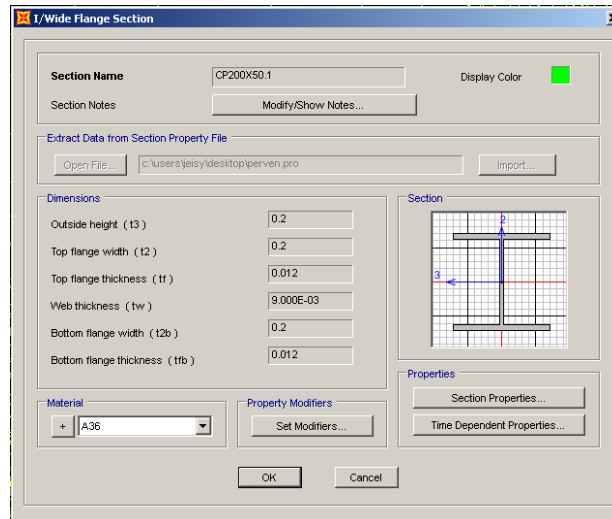 I/Wide Flange Section
Section Name CP200X50.1 Display Color
Section Notes Modify/Show Notes...
Extract Data from Section Property File
Open File... c:\users\jeisy\desktop\perven.pro Import...
Dimensions
Outside height ( t3 ) 0.2
Top flange width ( t2 ) 0.2
Top flange thickness ( tf ) 0.012
Web thickness ( tw ) 9.000E-03
Bottom flange width ( t2b ) 0.2
Bottom flange thickness ( tfb ) 0.012
Section
2
3
Properties
Section Properties...
Time Dependent Properties...
Material
+ A36
Property Modifiers
Set Modifiers...
OK Cancel